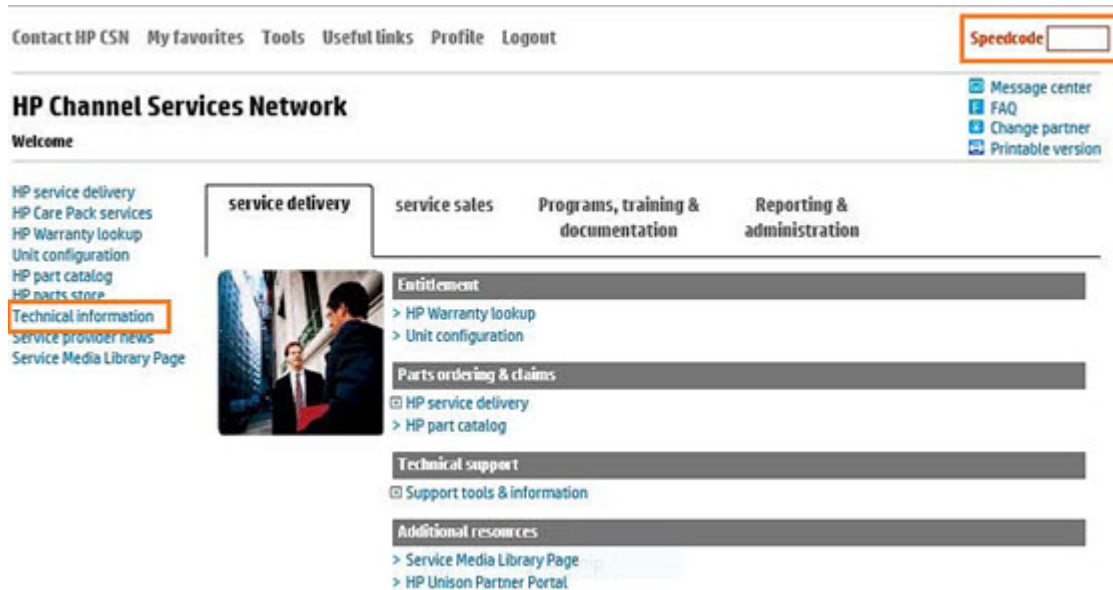 Contact HP CSN My favorites Tools Useful links Profile Logout
Speedcode
Message center
FAQ
Change partner
Printable version
HP Channel Services Network
Welcome
HP service delivery
HP Care Pack services
HP Warranty lookup
Unit configuration
HP part catalog
HP parts store
Technical information
Service provider news
Service Media Library Page
service delivery
service sales
Programs, training &
documentation
Reporting &
administration
Entitlement
> HP Warranty lookup
> Unit configuration
Parts ordering & claims
HP service delivery
> HP part catalog
Technical support
Support tools & information
Additional resources
> Service Media Library Page
> HP Unison Partner Portal